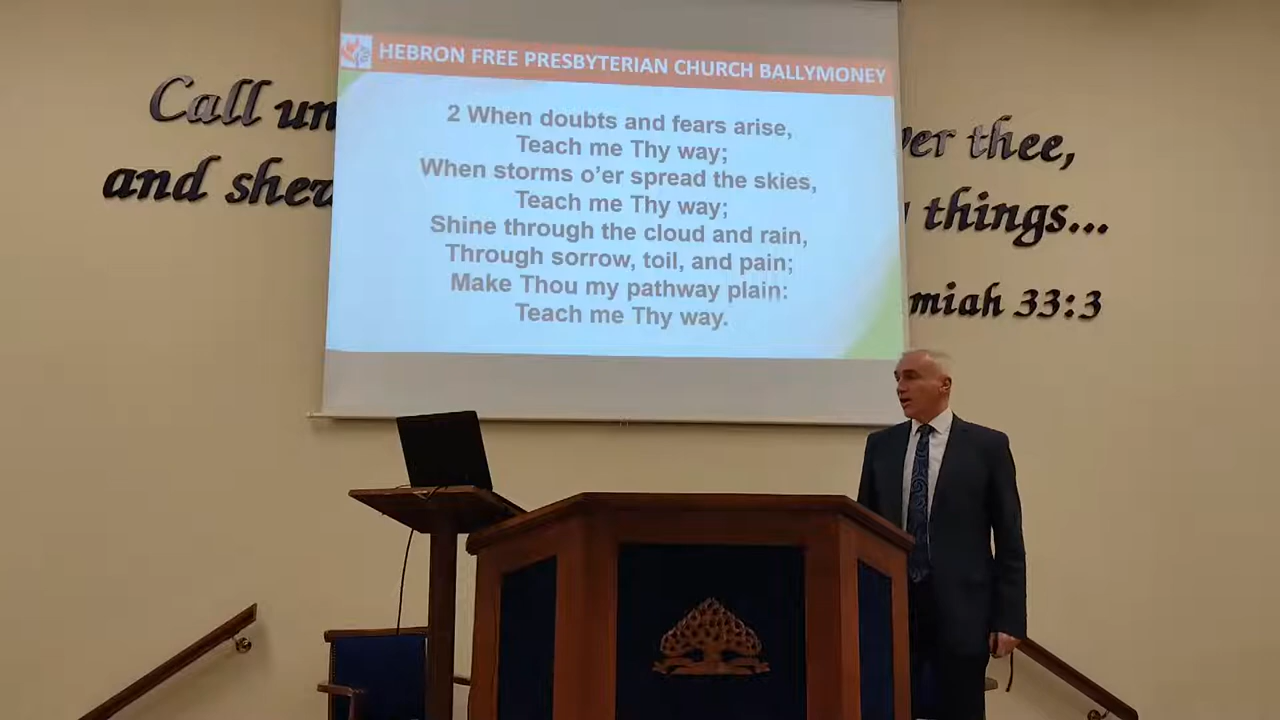 HEBRON FREE PRESBYTERIAN CHURCH BALLYMONEY
2 When doubts and fears arise,
Teach me Thy way;
When storms o'er spread the skies,
Teach me Thy way;
Shine through the cloud and rain,
Through sorrow, toil, and pain;
Make Thou my pathway plain:
Teach me Thy way.
Call un
er thee,
and shew
things...
miah 33:3